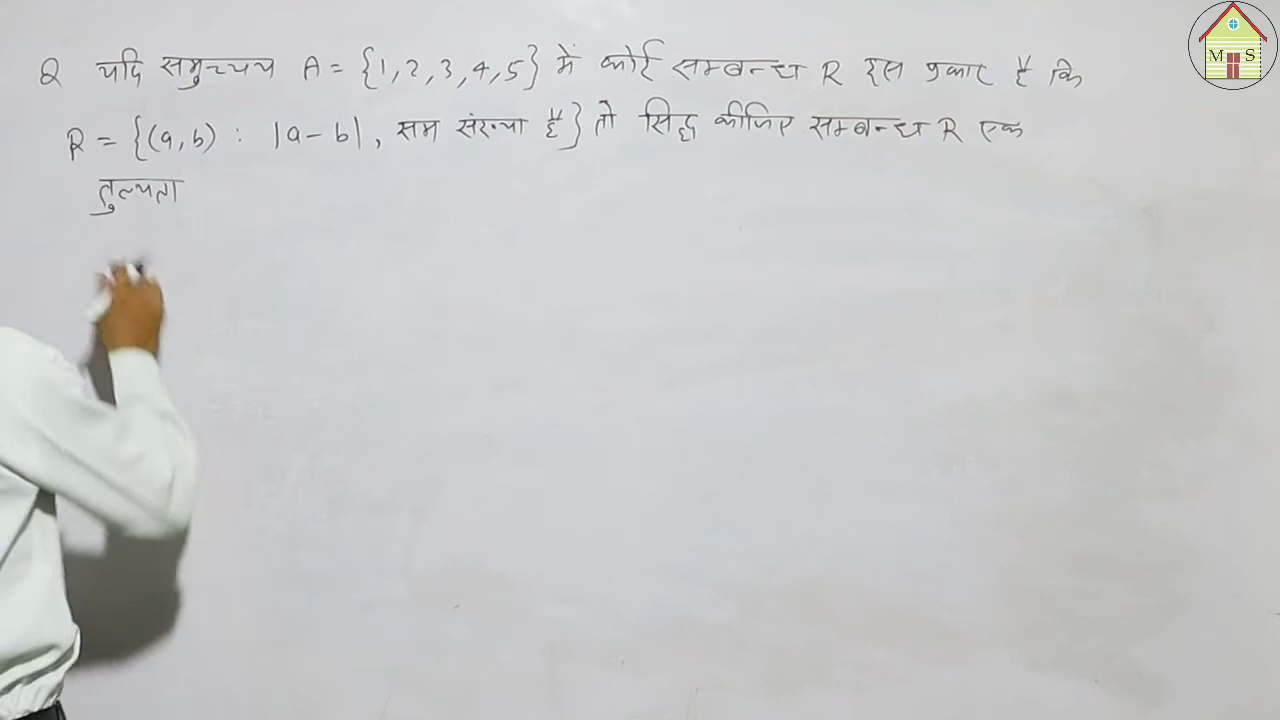 M S
Q यदि समुच्चय A = {1, 2, 3, 4, 5} में कोई सम्बन्ध R इस प्रकार है कि
R = {(a, b) : |a - b|, सम संख्या है} तो सिद्ध कीजिए सम्बन्ध R एक
तुल्यता